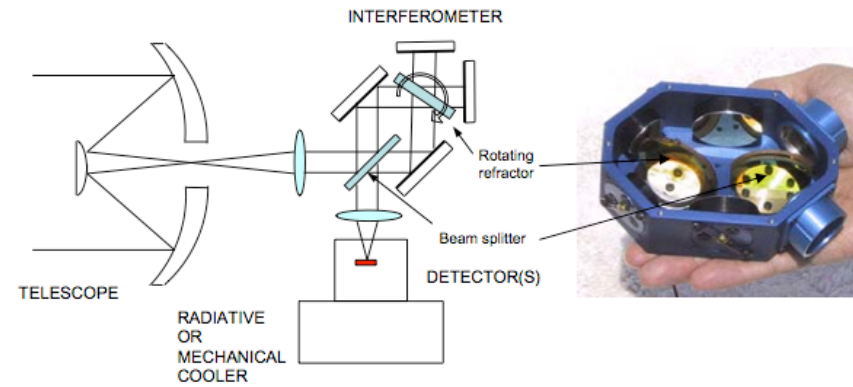 INTERFEROMETER
Rotating
refractor
Beam splitter
TELESCOPE
DETECTOR(S)
RADIATIVE
OR
MECHANICAL
COOLER